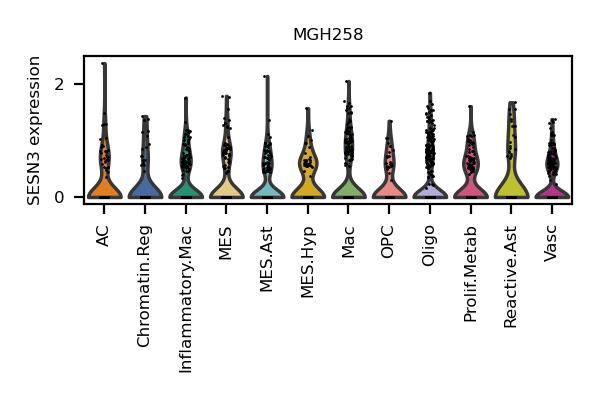 MGH258
SESN3 expression
2
0
AC
Chromatin.Reg
Inflammatory.Mac
MES
MES.Ast
MES.Hyp
Mac
OPC
Oligo
Prolif.Metab
Reactive.Ast
Vasc